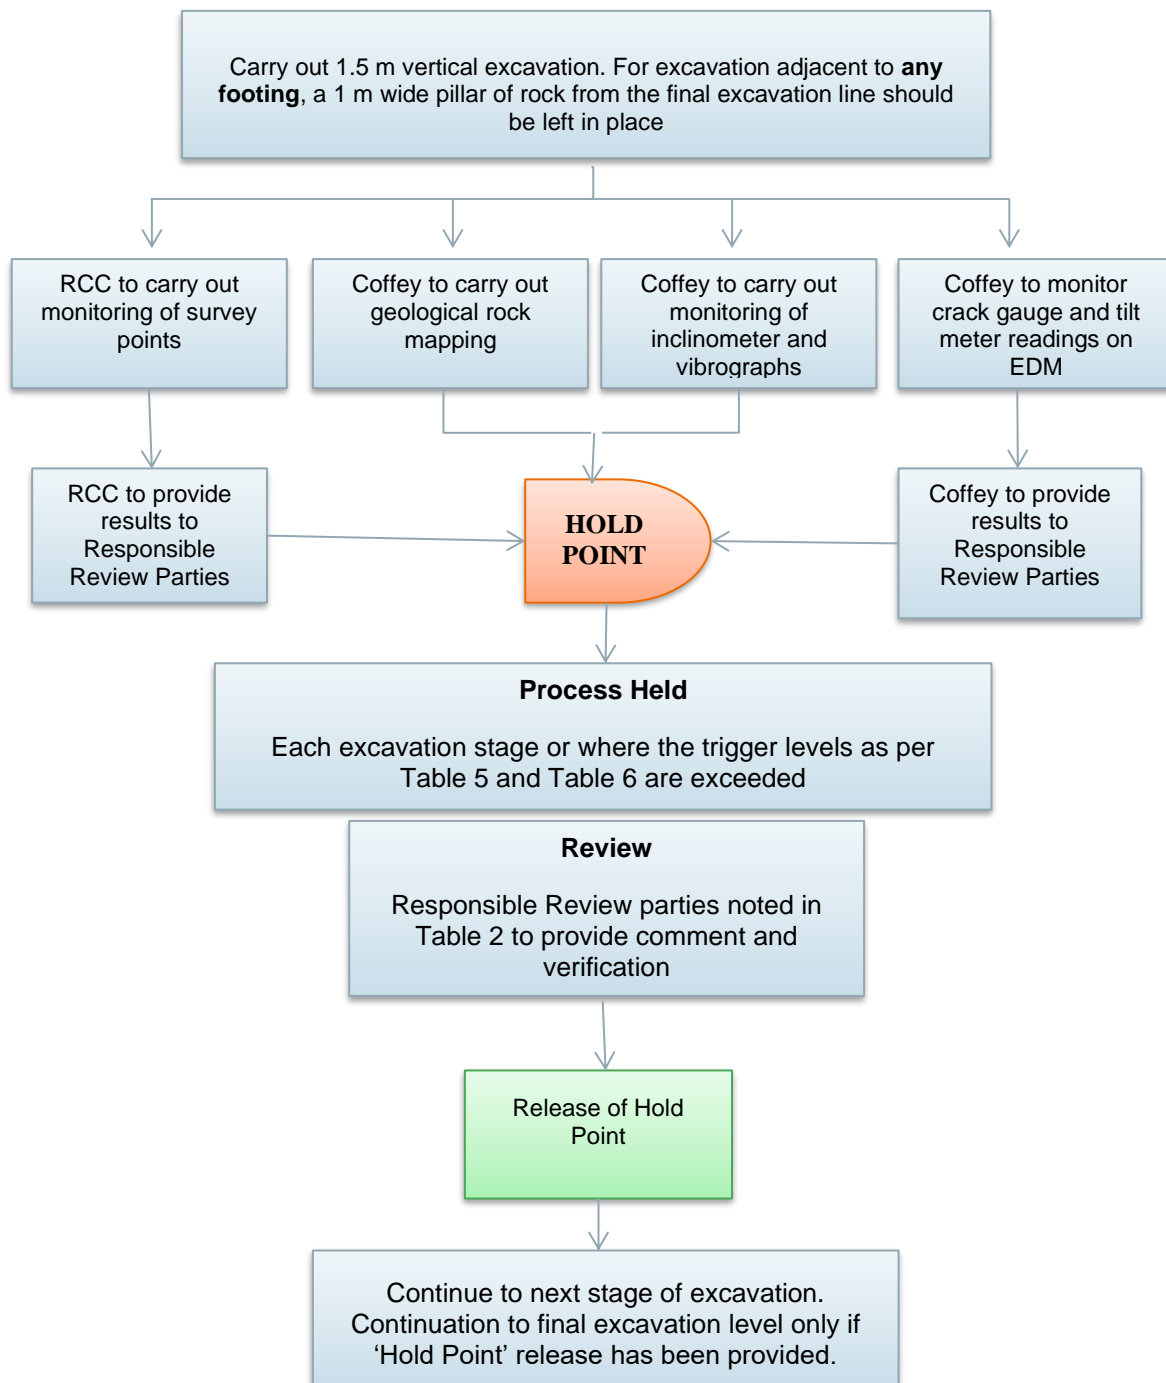 Carry out 1.5 m vertical excavation. For excavation adjacent to any
footing, a 1 m wide pillar of rock from the final excavation line should
be left in place
RCC to carry out
monitoring of survey
points
Coffey to carry out
geological rock
mapping
Coffey to carry out
monitoring of
inclinometer and
vibrographs
Coffey to monitor
crack gauge and tilt
meter readings on
EDM
RCC to provide
results to
Responsible
Review Parties
HOLD
POINT
Coffey to provide
results to
Responsible
Review Parties
Process Held
Each excavation stage or where the trigger levels as per
Table 5 and Table 6 are exceeded
Review
Responsible Review parties noted in
Table 2 to provide comment and
verification
Release of Hold
Point
Continue to next stage of excavation.
Continuation to final excavation level only if
‘Hold Point’ release has been provided.